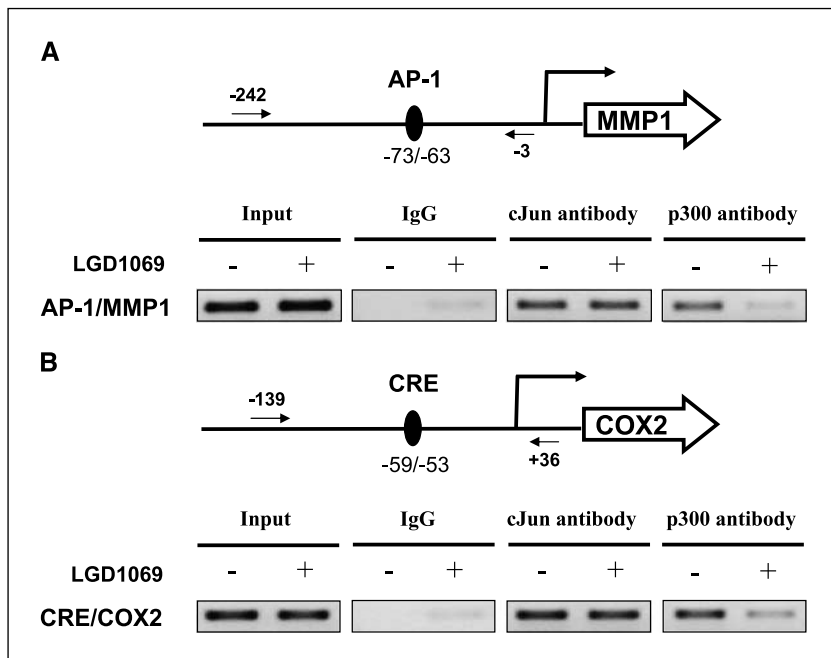 A
AP-1
-242
MMP1
-73/-63
-3
Input IgG cJun antibody p300 antibody
LGD1069 - + - + - + - +
AP-1/MMP1
B
CRE
-139
COX2
-59/-53
+36
Input IgG cJun antibody p300 antibody
LGD1069 - + - + - + - +
CRE/COX2